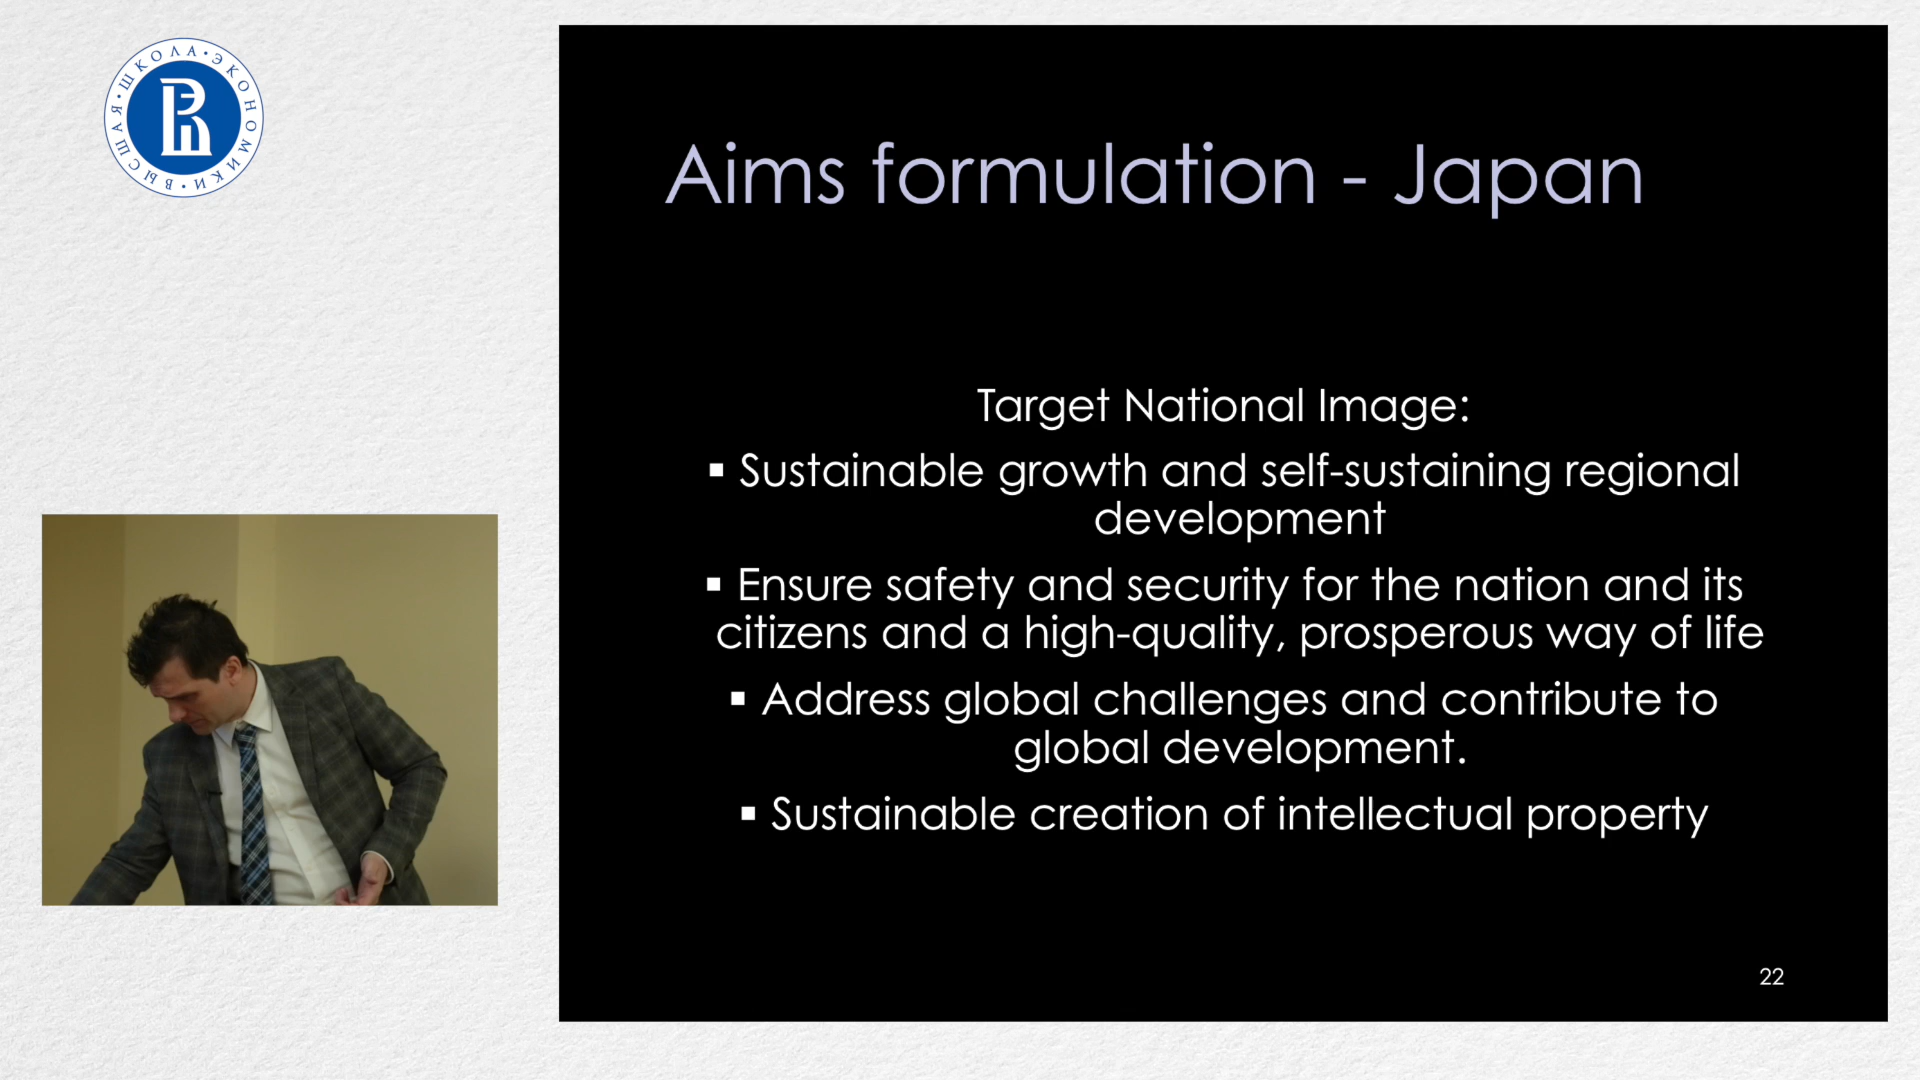 ВЫСШАЯ • ШКОЛА • ЭКОНОМИКИ •
Aims formulation - Japan
Target National Image:
▪ Sustainable growth and self-sustaining regional
development
▪ Ensure safety and security for the nation and its
citizens and a high-quality, prosperous way of life
▪ Address global challenges and contribute to
global development.
▪ Sustainable creation of intellectual property
22